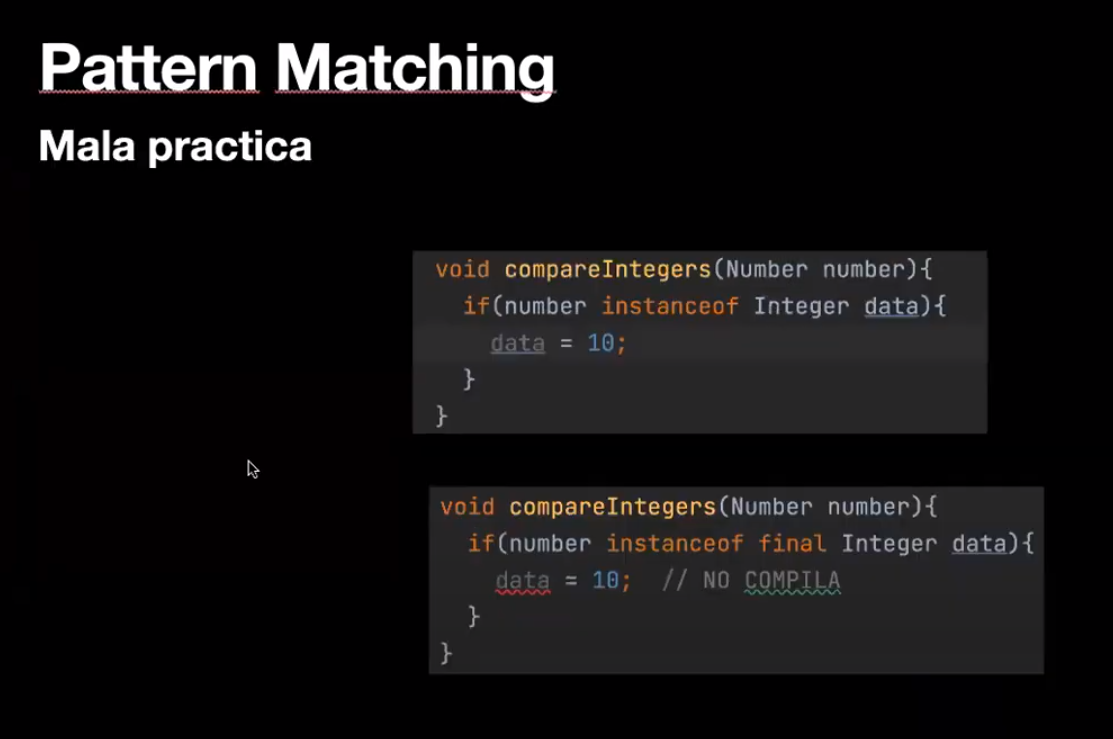 Pattern Matching
Mala practica
void compareIntegers(Number number){
if(number instanceof Integer data){
data = 10;
}
}
void compareIntegers(Number number){
if(number instanceof final Integer data){
data = 10; // NO COMPILA
}
}